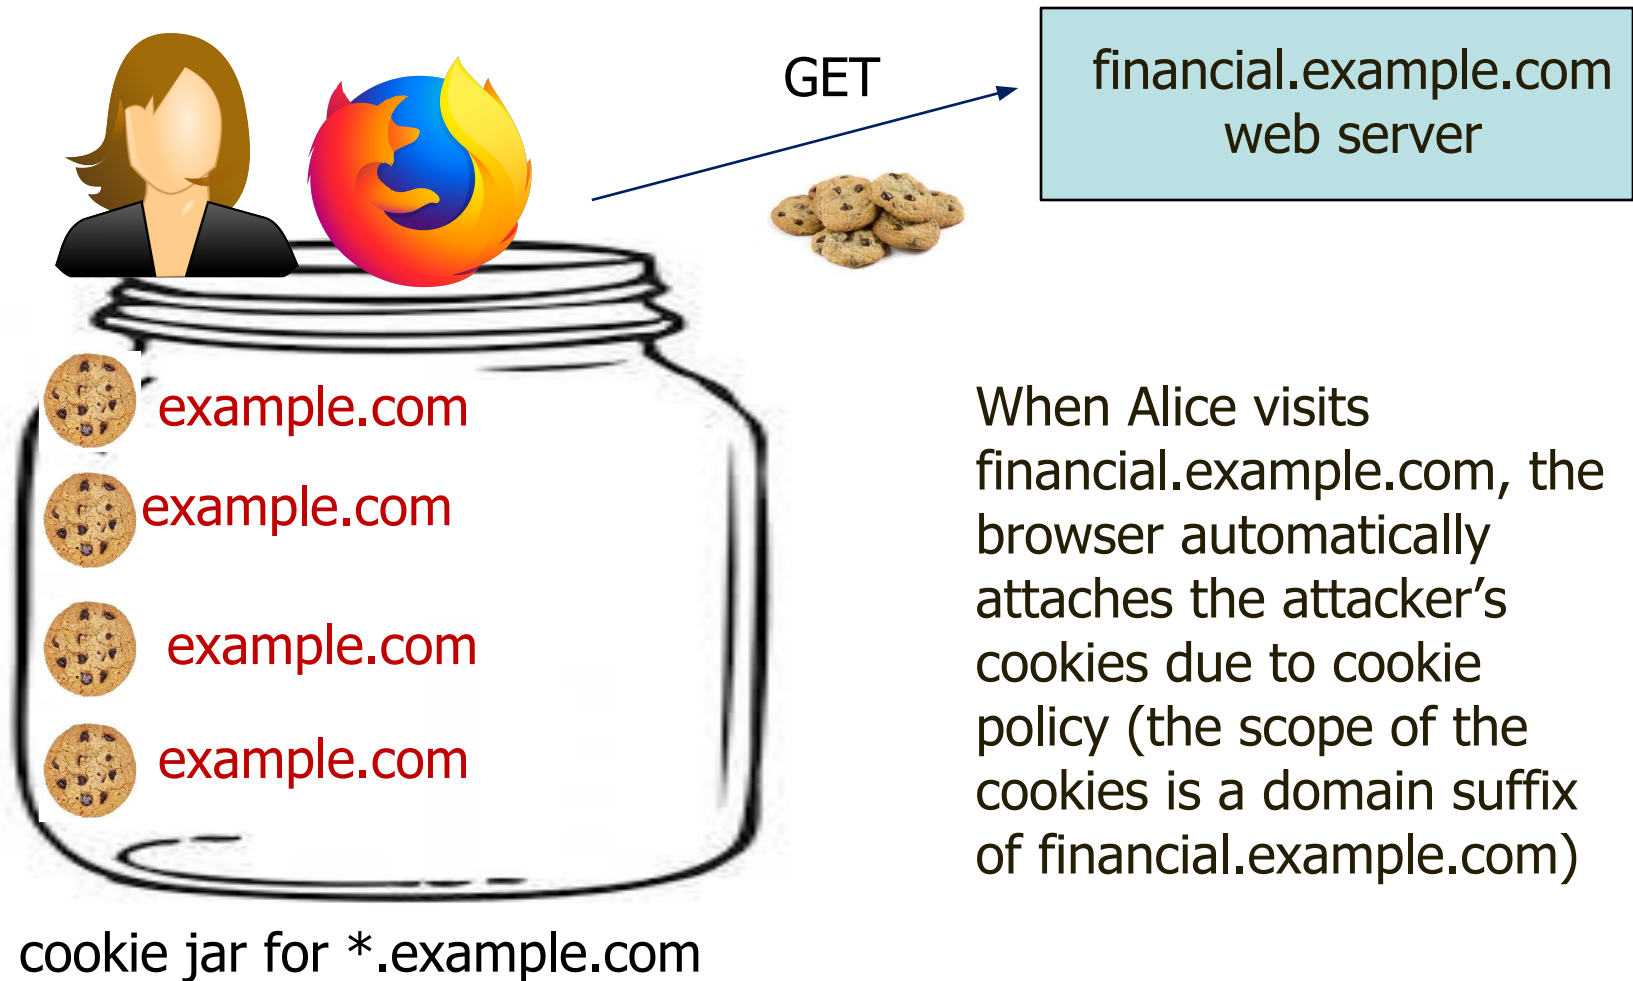 GET
financial.example.com
web server
example.com
example.com
example.com
example.com
When Alice visits
financial.example.com, the
browser automatically
attaches the attacker’s
cookies due to cookie
policy (the scope of the
cookies is a domain suffix
of financial.example.com)
cookie jar for *.example.com